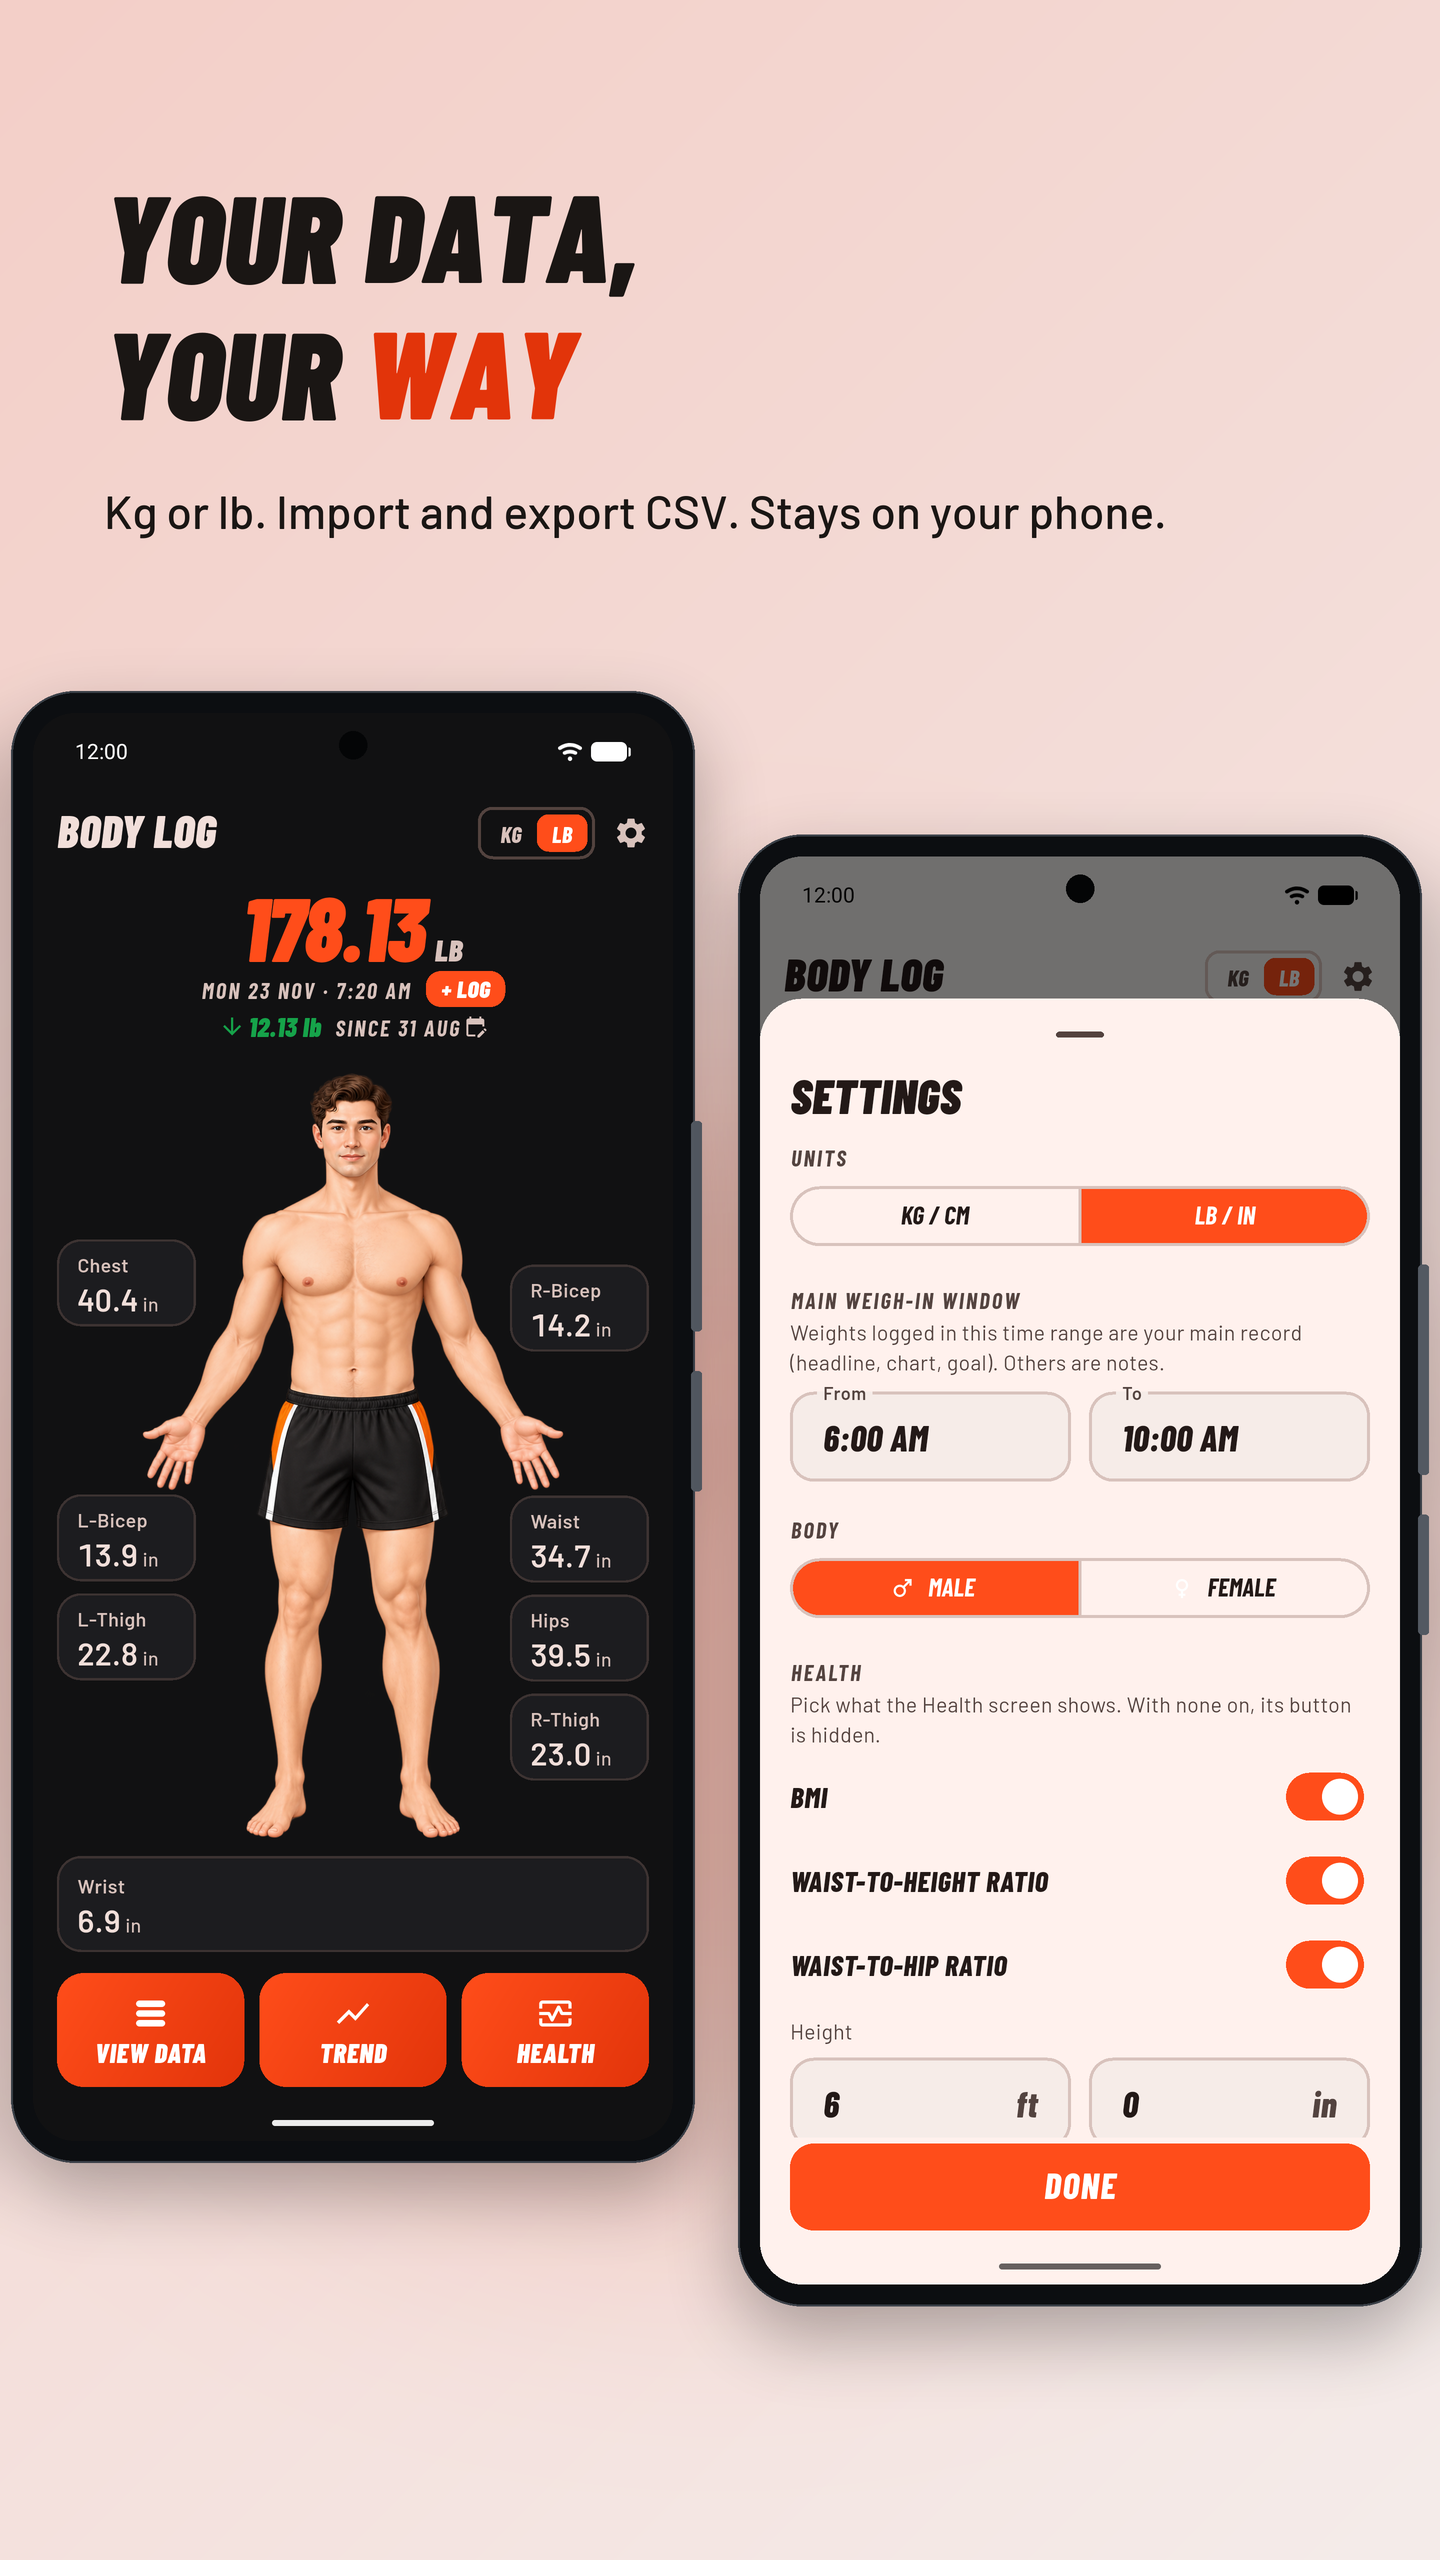 YOUR DATA,
YOUR WAY
Kg or lb. Import and export CSV. Stays on your phone.
12:00
BODY LOG
KG LB
178.13 LB
MON 23 NOV · 7:20 AM + LOG
↓ 12.13 lb SINCE 31 AUG
Chest
40.4 in
R-Bicep
14.2 in
L-Bicep
13.9 in
Waist
34.7 in
L-Thigh
22.8 in
Hips
39.5 in
R-Thigh
23.0 in
Wrist
6.9 in
VIEW DATA
TREND
HEALTH
12:00
BODY LOG
KG LB
SETTINGS
UNITS
KG / CM
LB / IN
MAIN WEIGH-IN WINDOW
Weights logged in this time range are your main record
(headline, chart, goal). Others are notes.
From
6:00 AM
To
10:00 AM
BODY
♂ MALE
♀ FEMALE
HEALTH
Pick what the Health screen shows. With none on, its button
is hidden.
BMI
WAIST-TO-HEIGHT RATIO
WAIST-TO-HIP RATIO
Height
6 ft
0 in
DONE